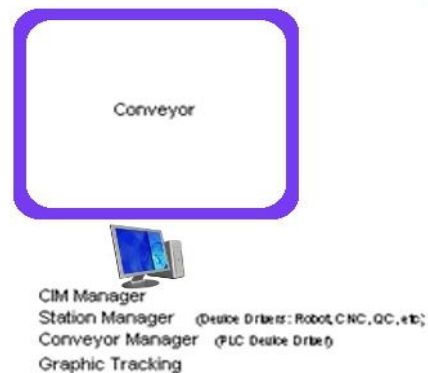 Conveyor
CIM Manager
Station Manager (Device Drivers: Robot, CNC, QC, etc)
Conveyor Manager (PLC Device Driver)
Graphic Tracking